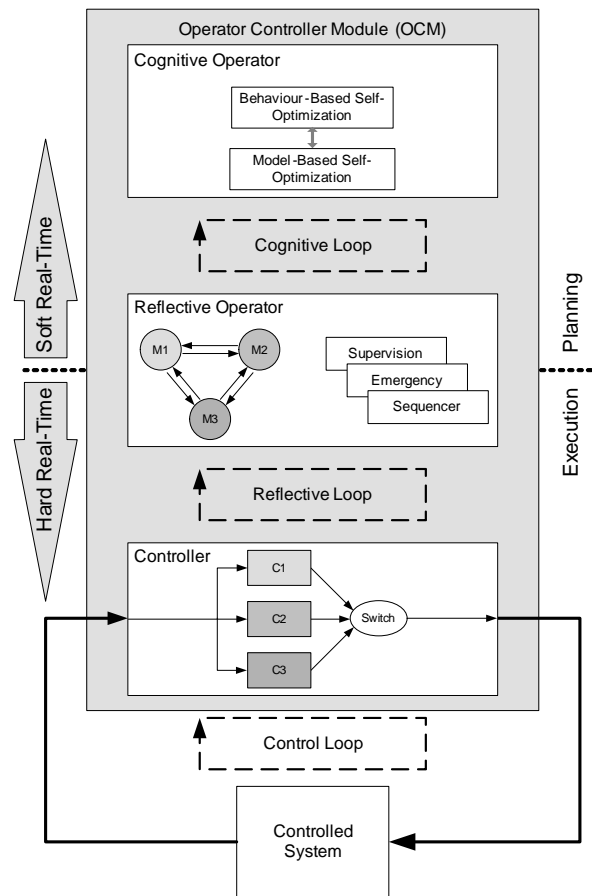 Operator Controller Module (OCM)
Cognitive Operator
Behaviour-Based Self-
Optimization
Model-Based Self-
Optimization
Cognitive Loop
Soft Real-Time
Planning
Reflective Operator
M1
M2
M3
Supervision
Emergency
Sequencer
Hard Real-Time
Execution
Reflective Loop
Controller
C1
C2
C3
Switch
Control Loop
Controlled
System